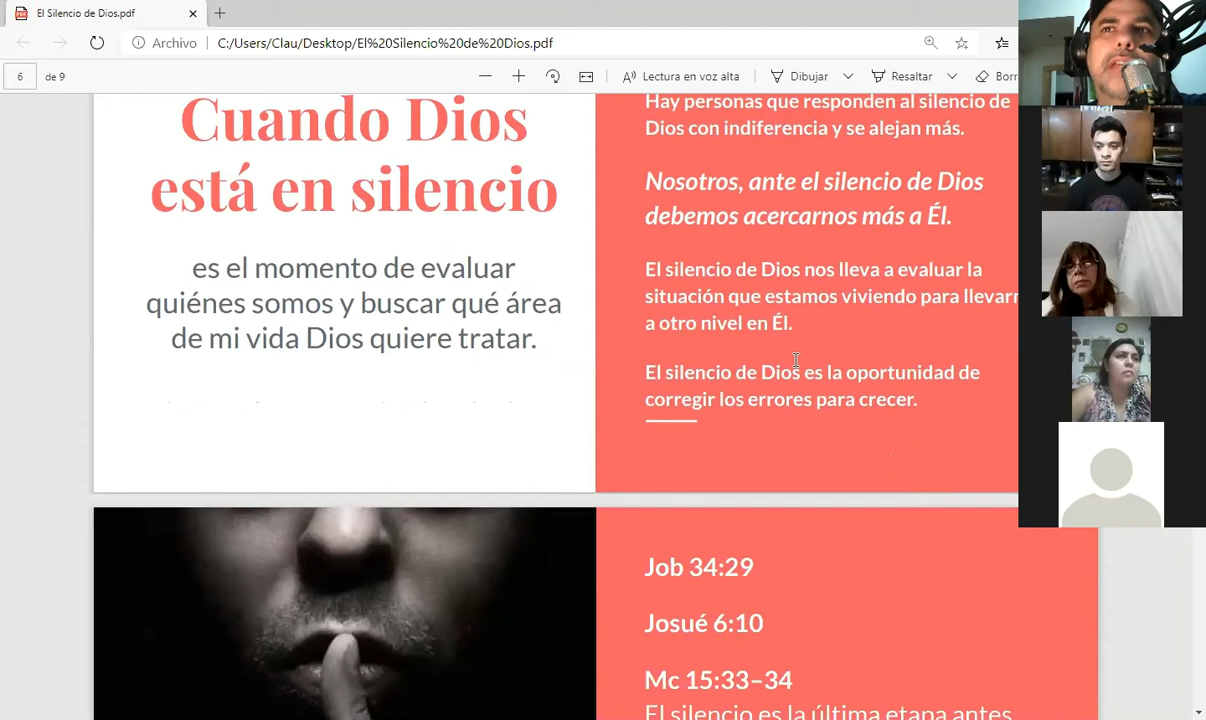 El Silencio de Dios.pdf
Archivo
C:/Users/Clau/Desktop/El%20Silencio%20de%20Dios.pdf
6
de 9
Lectura en voz alta
Dibujar
Resaltar
Borr
Cuando Dios
está en silencio
es el momento de evaluar
quiénes somos y buscar qué área
de mi vida Dios quiere tratar.
Hay personas que responden al silencio de
Dios con indiferencia y se alejan más.
Nosotros, ante el silencio de Dios
debemos acercarnos más a Él.
El silencio de Dios nos lleva a evaluar la
situación que estamos viviendo para llevarn
a otro nivel en Él.
El silencio de Dios es la oportunidad de
corregir los errores para crecer.
Job 34:29
Josué 6:10
Mc 15:33–34
El silencio es la última etapa antes